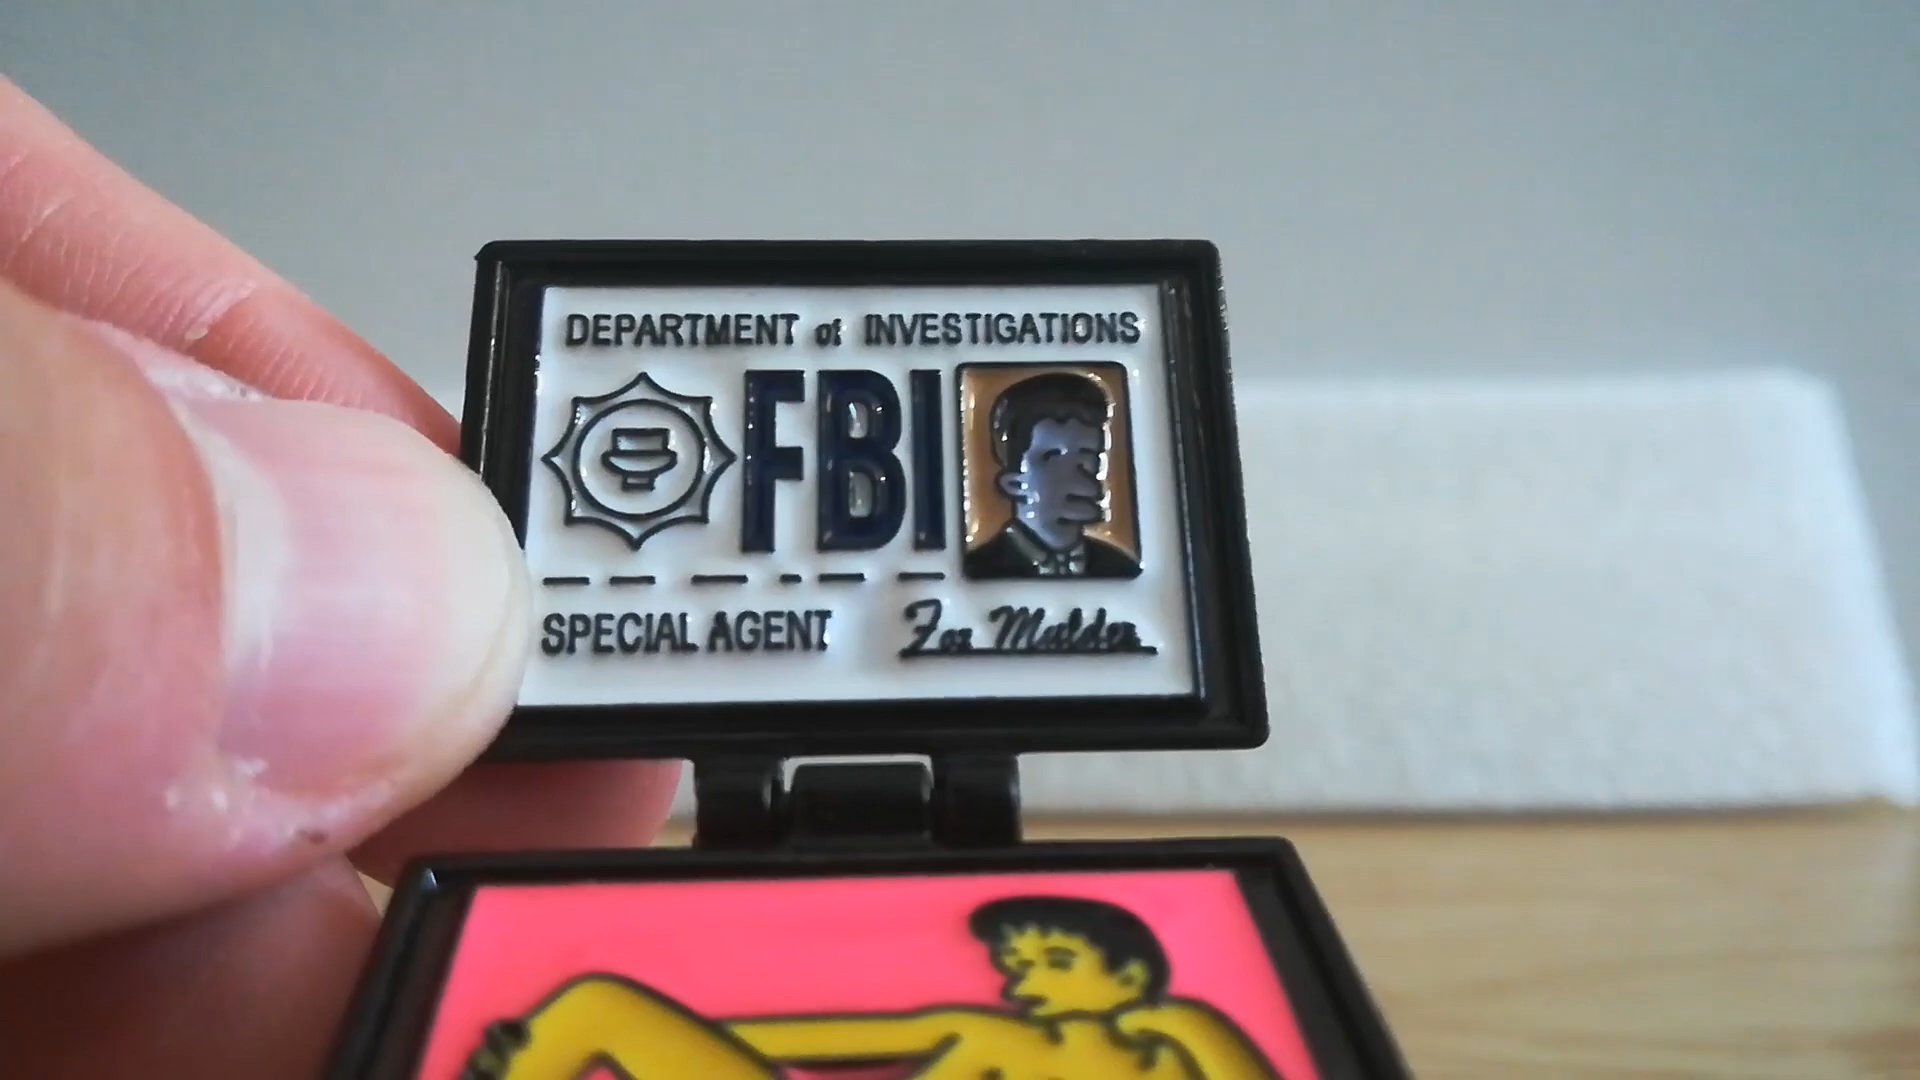 DEPARTMENT of INVESTIGATIONS
FBI
SPECIAL AGENT Fox Mulder